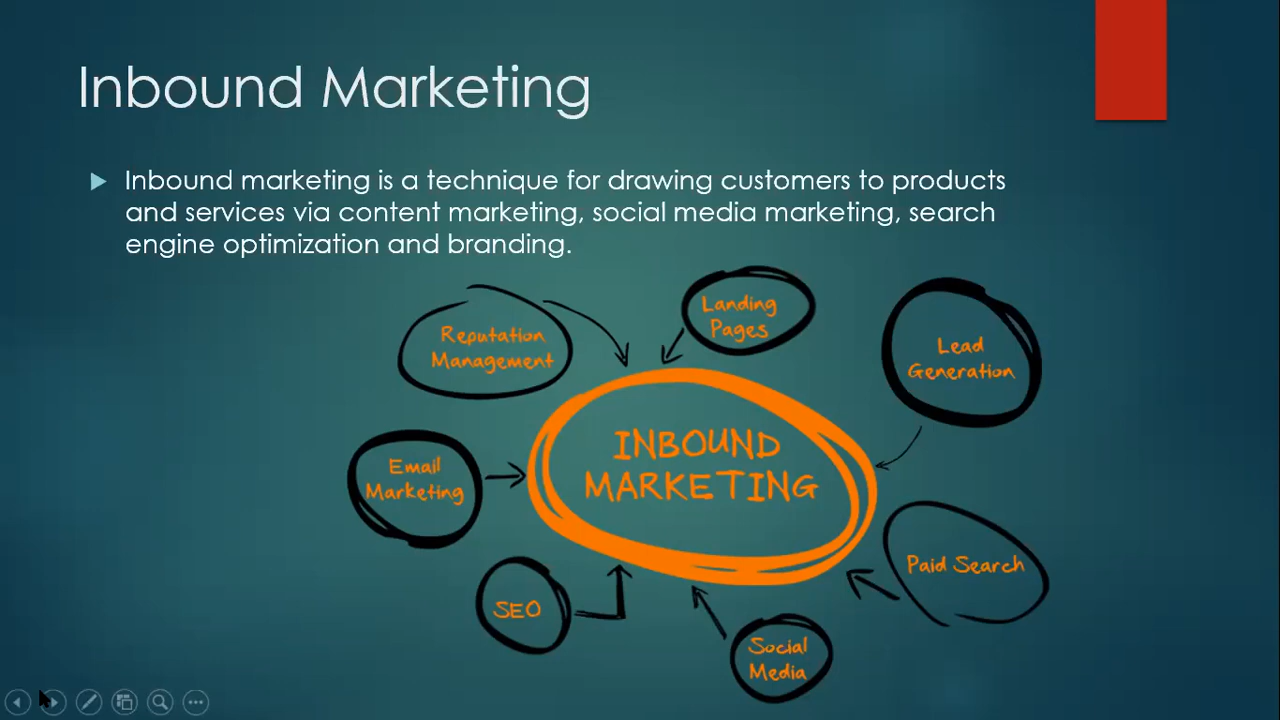 Inbound Marketing
Inbound marketing is a technique for drawing customers to products
and services via content marketing, social media marketing, search
engine optimization and branding.
Landing
Pages
Reputation
Management
Lead
Generation
INBOUND
MARKETING
Email
Marketing
Paid Search
SEO
Social
Media